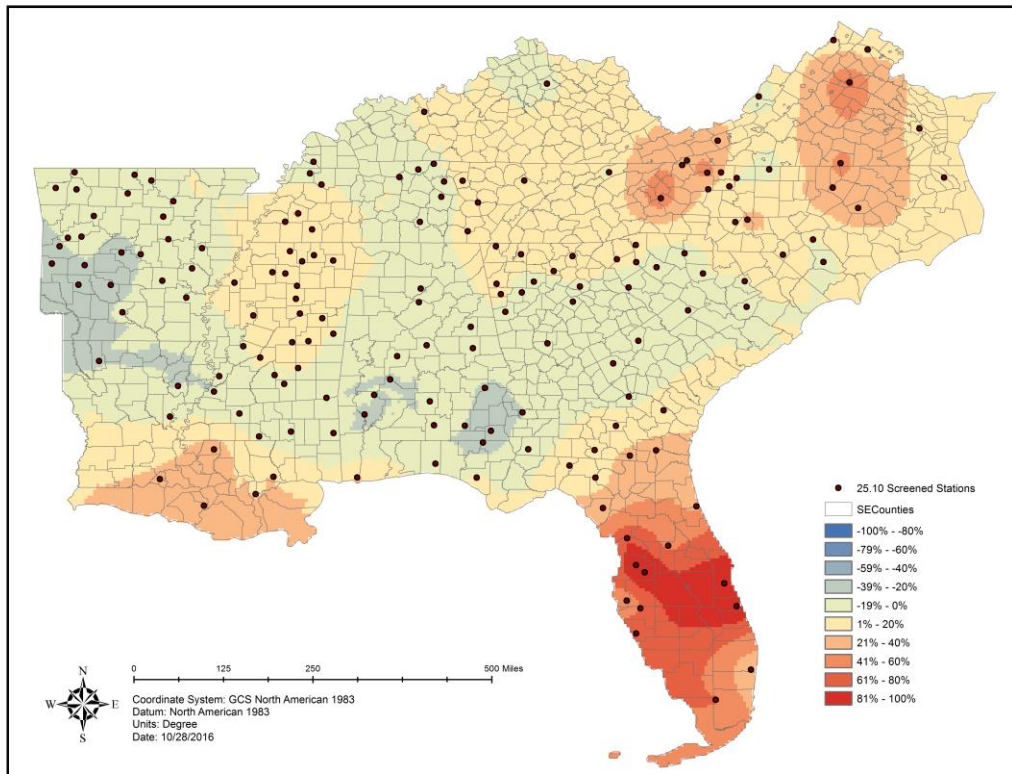 25.10 Screened Stations
SECounties
-100% - -80%
-79% - -60%
-59% - -40%
-39% - -20%
-19% - 0%
1% - 20%
21% - 40%
41% - 60%
61% - 80%
81% - 100%
0 125 250 500 Miles
N
W E
S
Coordinate System: GCS North American 1983
Datum: North American 1983
Units: Degree
Date: 10/28/2016